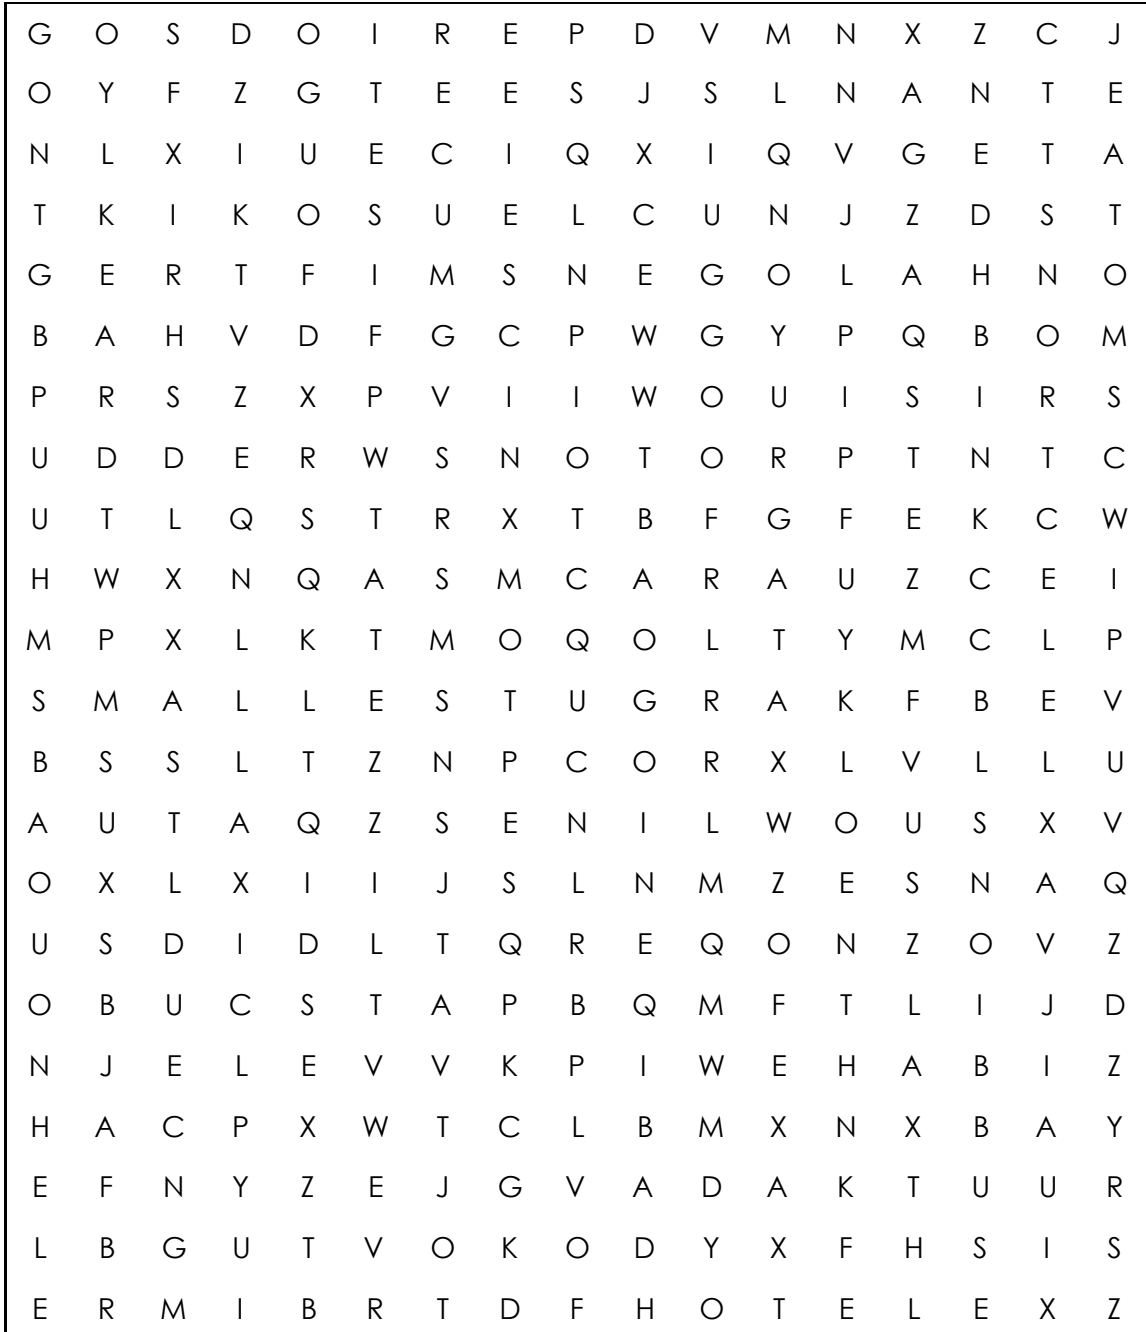 G O S D O I R E P D V M N X Z C J
O Y F Z G T E E S J S L N A N T E
N L X I U E C I Q X I Q V G E T A
T K I K O S U E L C U N J Z D S T
G E R T F I M S N E G O L A H N O
B A H V D F G C P W G Y P Q B O M
P R S Z X P V I I W O U I S I R S
U D D E R W S N O T O R P T N T C
U T L Q S T R X T B F G F E K C W
H W X N Q A S M C A R A U Z C E I
M P X L K T M O Q O L T Y M C L P
S M A L L E S T U G R A K F B E V
B S S L T Z N P C O R X L V L L U
A U T A Q Z S E N I L W O U S X V
O X L X I I J S L N M Z E S N A Q
U S D I D L T Q R E Q O N Z O V Z
O B U C S T A P B Q M F T L I J D
N J E L E V V K P I W E H A B I Z
H A C P X W T C L B M X N X B A Y
E F N Y Z E J G V A D A K T U U R
L B G U T V O K O D Y X F H S I S
E R M I B R T D F H O T E L E X Z